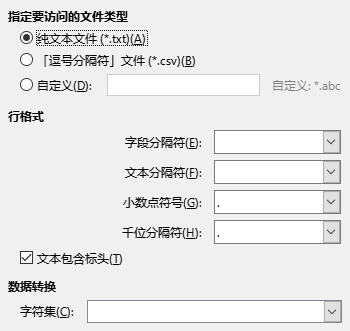 指定要访问的文件类型
纯文本文件 (*.txt)(A)
「逗号分隔符」文件 (*.csv)(B)
自定义(D): 自定义: *.abc
行格式
字段分隔符(E):
文本分隔符(F):
小数点符号(G): .
千位分隔符(H): .
文本包含标头(T)
数据转换
字符集(C):